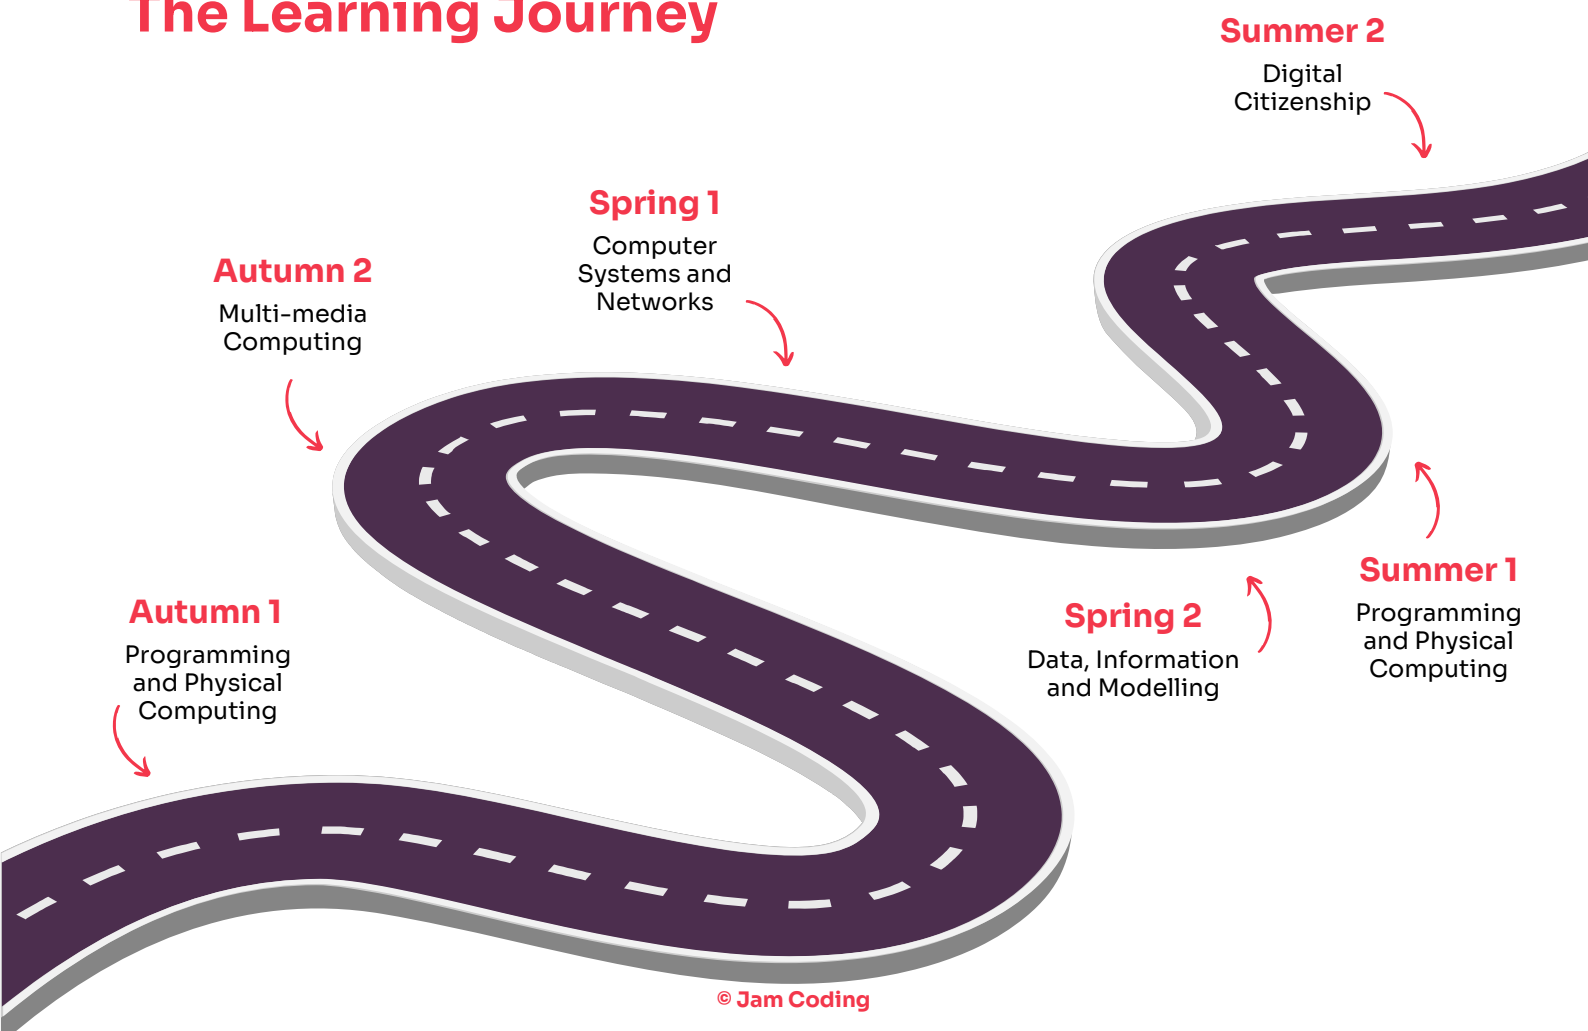 The Learning Journey
Summer 2
Digital
Citizenship
Spring 1
Computer
Systems and
Networks
Autumn 2
Multi-media
Computing
Summer 1
Programming
and Physical
Computing
Spring 2
Data, Information
and Modelling
Autumn 1
Programming
and Physical
Computing
© Jam Coding